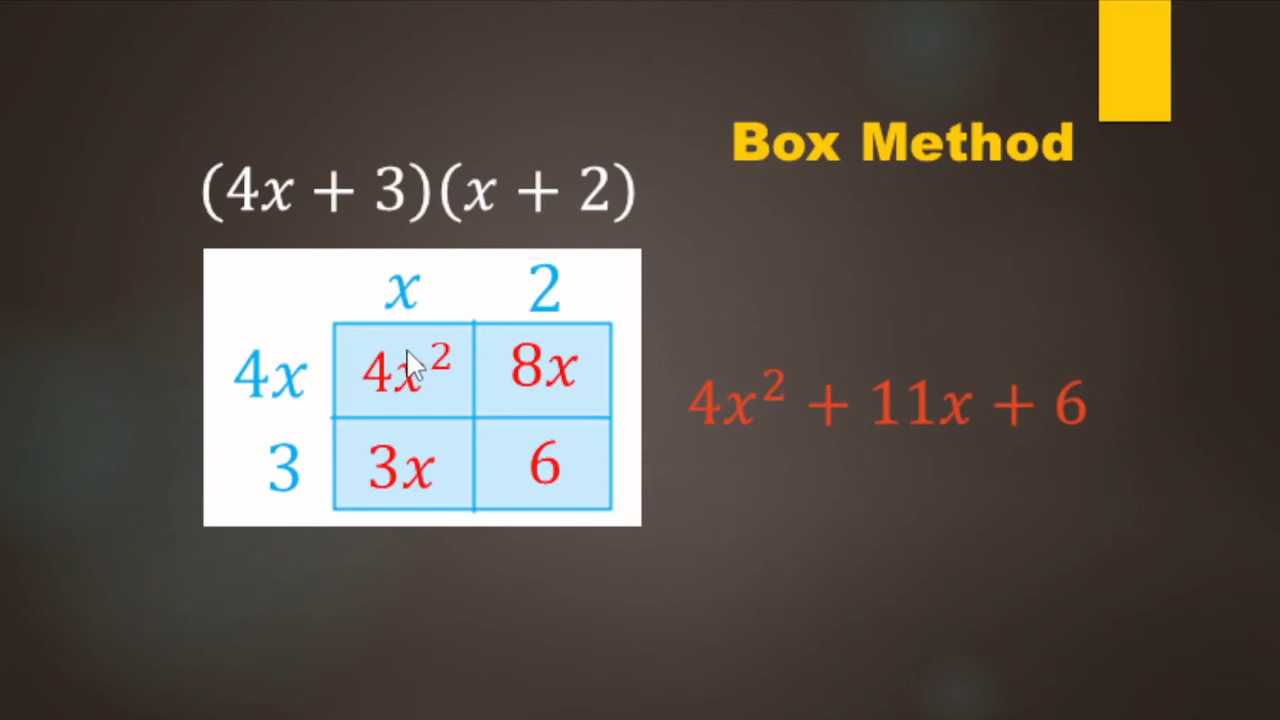 Box Method
(4x + 3)(x + 2)
x 2
4x 4x² 8x
3 3x 6
4x² + 11x + 6